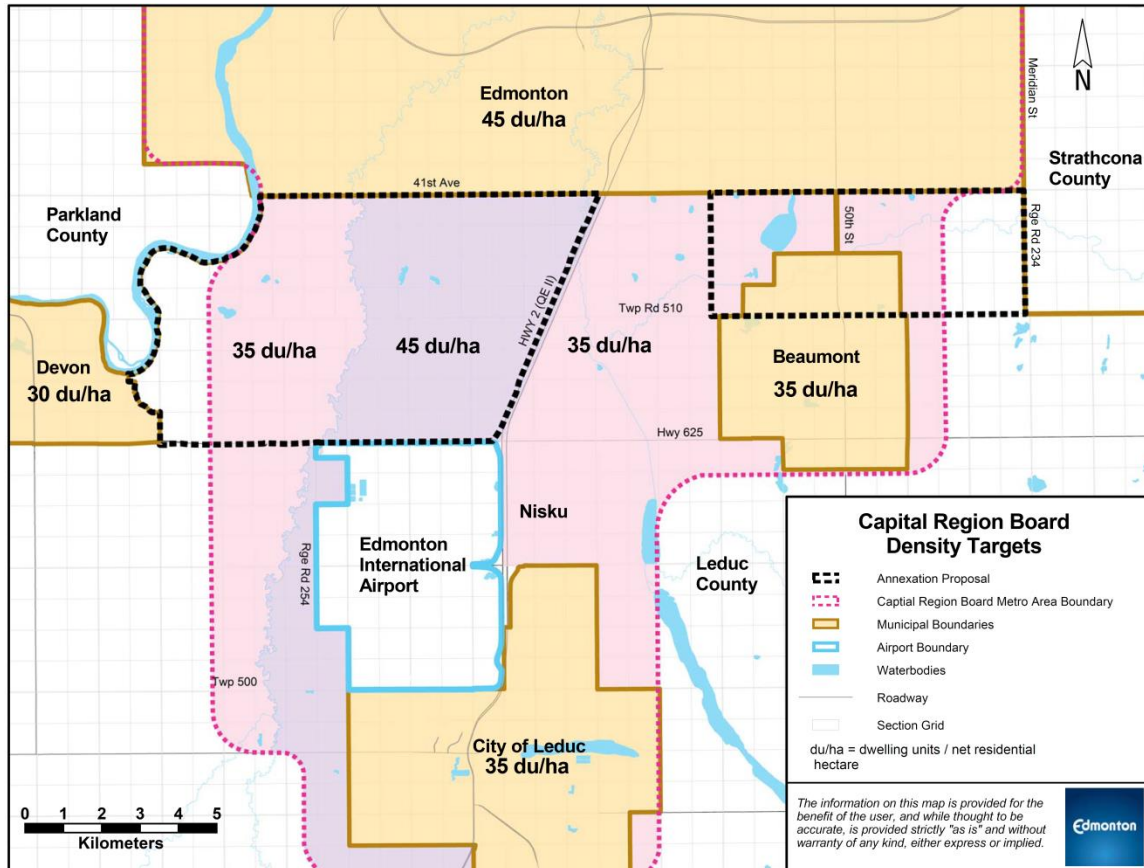 N
Meridian St
Edmonton
45 du/ha
Strathcona
County
41st Ave
Parkland
County
50th St
Rge Rd 234
HWY 2 (QE II)
Twp Rd 510
35 du/ha
45 du/ha
35 du/ha
Beaumont
35 du/ha
Devon
30 du/ha
Hwy 625
Nisku
Edmonton
International
Airport
Rge Rd 254
Leduc
County
Twp 500
City of Leduc
35 du/ha
0 1 2 3 4 5
Kilometers
Capital Region Board
Density Targets
Annexation Proposal
Captial Region Board Metro Area Boundary
Municipal Boundaries
Airport Boundary
Waterbodies
Roadway
Section Grid
du/ha = dwelling units / net residential
hectare
The information on this map is provided for the
benefit of the user, and while thought to be
accurate, is provided strictly "as is" and without
warranty of any kind, either express or implied.
Edmonton